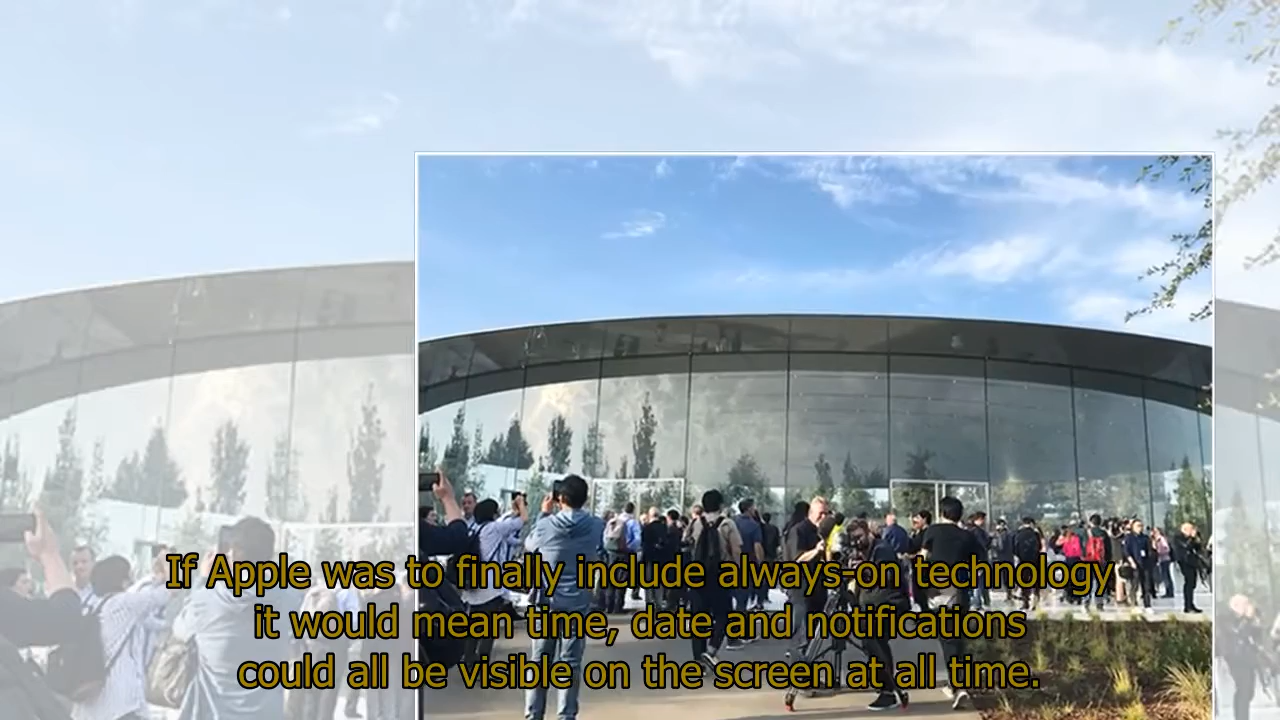 If Apple was to finally include always-on technology
it would mean time, date and notifications
could all be visible on the screen at all time.